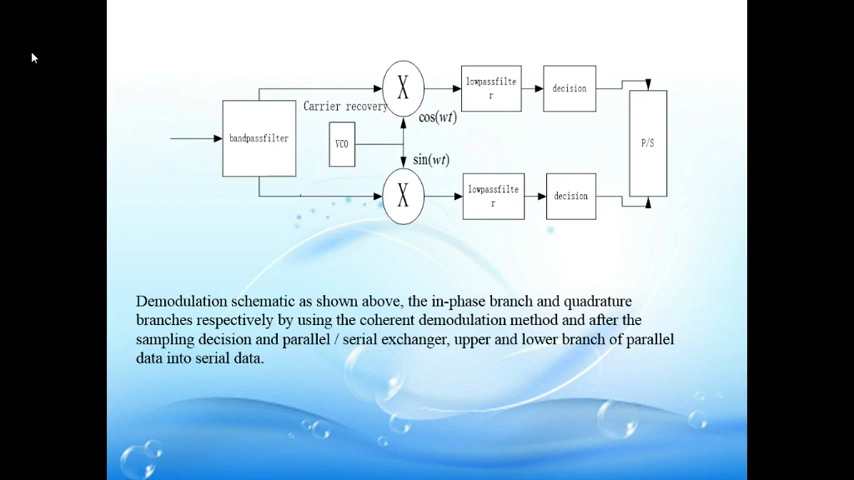 X
lowpassfilte
r
decision
Carrier recovery
cos(wt)
bandpassfilter
VCO
P/S
sin(wt)
X
lowpassfilte
r
decision
Demodulation schematic as shown above, the in-phase branch and quadrature
branches respectively by using the coherent demodulation method and after the
sampling decision and parallel / serial exchanger, upper and lower branch of parallel
data into serial data.